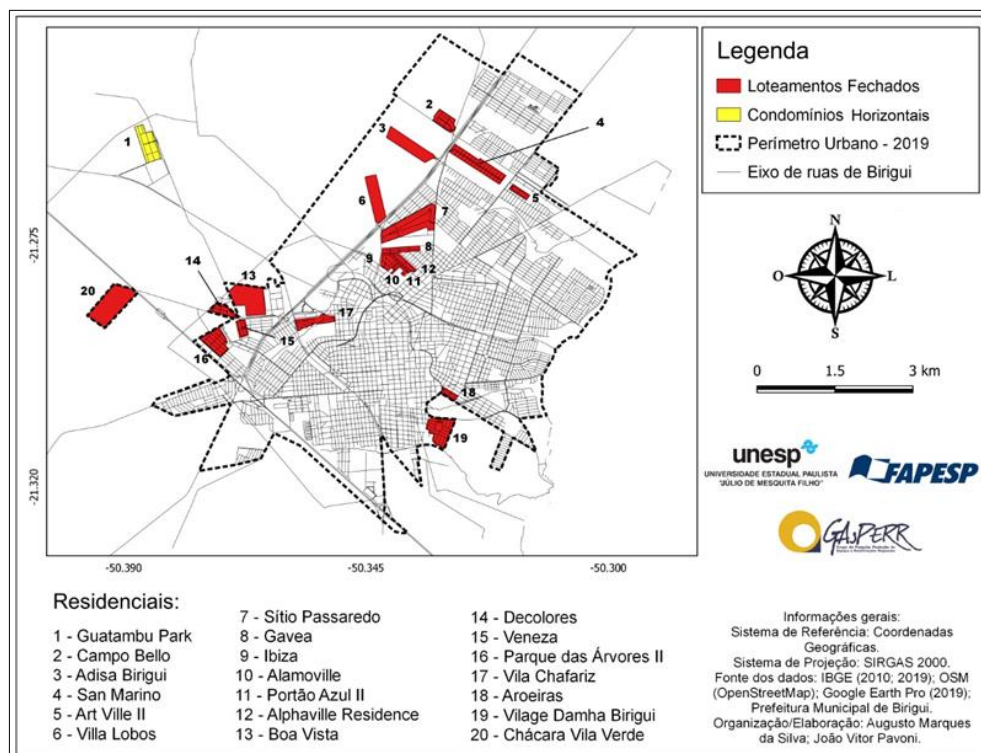 Legenda
Loteamentos Fechados
Condomínios Horizontais
Perímetro Urbano - 2019
Eixo de ruas de Birigui
1
2
3
4
5
6
7
8
9
10
11
12
13
14
15
16
17
18
19
20
-21.275
-21.320
-50.390
-50.345
-50.300
N
O
L
S
0
1.5
3 km
unesp
UNIVERSIDADE ESTADUAL PAULISTA
"JÚLIO DE MESQUITA FILHO"
FAPESP
GAsPERR
Residenciais:
1 - Guatambu Park
2 - Campo Bello
3 - Adisa Birigui
4 - San Marino
5 - Art Ville II
6 - Villa Lobos
7 - Sítio Passaredo
8 - Gavea
9 - Ibiza
10 - Alamoville
11 - Portão Azul II
12 - Alphaville Residence
13 - Boa Vista
14 - Decolores
15 - Veneza
16 - Parque das Árvores II
17 - Vila Chafariz
18 - Aroeiras
19 - Vilage Damha Birigui
20 - Chácara Vila Verde
Informações gerais:
Sistema de Referência: Coordenadas
Geográficas.
Sistema de Projeção: SIRGAS 2000.
Fonte dos dados: IBGE (2010; 2019); OSM
(OpenStreetMap); Google Earth Pro (2019);
Prefeitura Municipal de Birigui.
Organização/Elaboração: Augusto Marques
da Silva; João Vitor Pavoni.